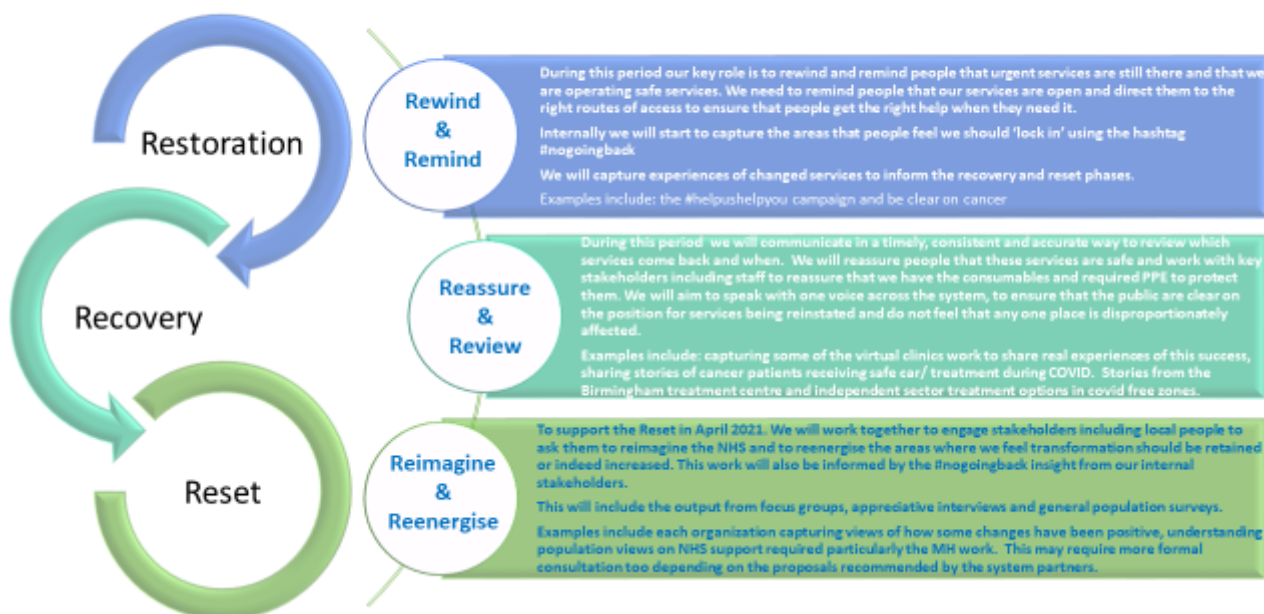 Restoration
Rewind
&
Remind
During this period our key role is to rewind and remind people that urgent services are still there and that we
are operating safe services. We need to remind people that our services are open and direct them to the
right routes of access to ensure that people get the right help when they need it.
Internally we will start to capture the areas that people feel we should 'lock in' using the hashtag
#nogoingback
We will capture experiences of changed services to inform the recovery and reset phases.
Examples include: the #helpushelpyou campaign and be clear on cancer
Recovery
Reassure
&
Review
During this period we will communicate in a timely, consistent and accurate way to review which
services come back and when. We will reassure people that these services are safe and work with key
stakeholders including staff to reassure that we have the consumables and required PPE to protect
them. We will aim to speak with one voice across the system, to ensure that the public are clear on
the position for services being reinstated and do not feel that any one place is disproportionately
affected.
Examples include: capturing some of the virtual clinics work to share real experiences of this success,
sharing stories of cancer patients receiving safe car/ treatment during COVID. Stories from the
Birmingham treatment centre and independent sector treatment options in covid free zones.
Reset
Reimagine
&
Reenergise
To support the Reset in April 2021. We will work together to engage stakeholders including local people to
ask them to reimagine the NHS and to reenergise the areas where we feel transformation should be retained
or indeed increased. This work will also be informed by the #nogoingback insight from our internal
stakeholders.
This will include the output from focus groups, appreciative interviews and general population surveys.
Examples include each organization capturing views of how some changes have been positive, understanding
population views on NHS support required particularly the MH work. This may require more formal
consultation too depending on the proposals recommended by the system partners.